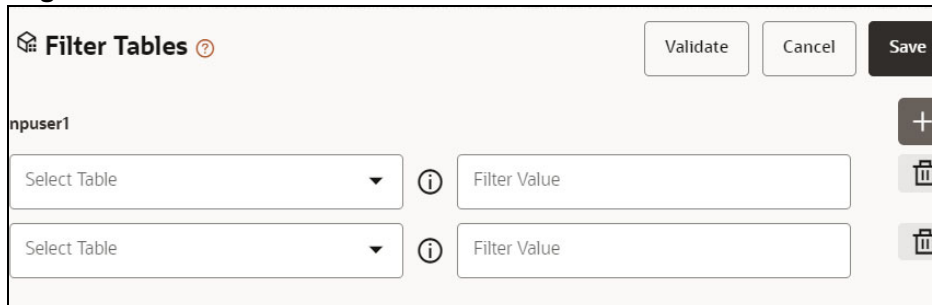 Filter Tables
Validate
Cancel
Save
npuser1
Select Table
Filter Value
Select Table
Filter Value